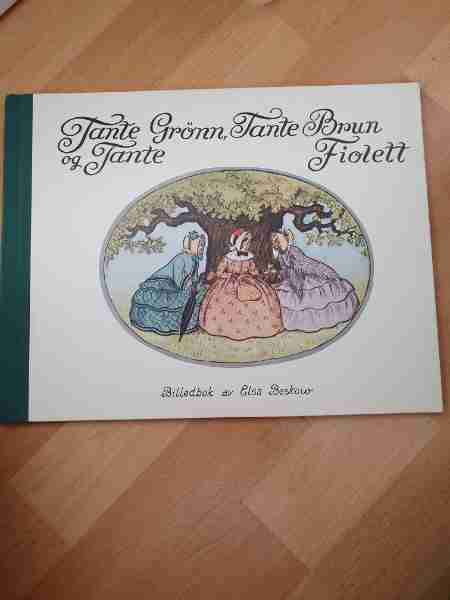 Tante Grönn, Tante Brun
og Tante Fiolett
Billedbok av Elsa Beskow